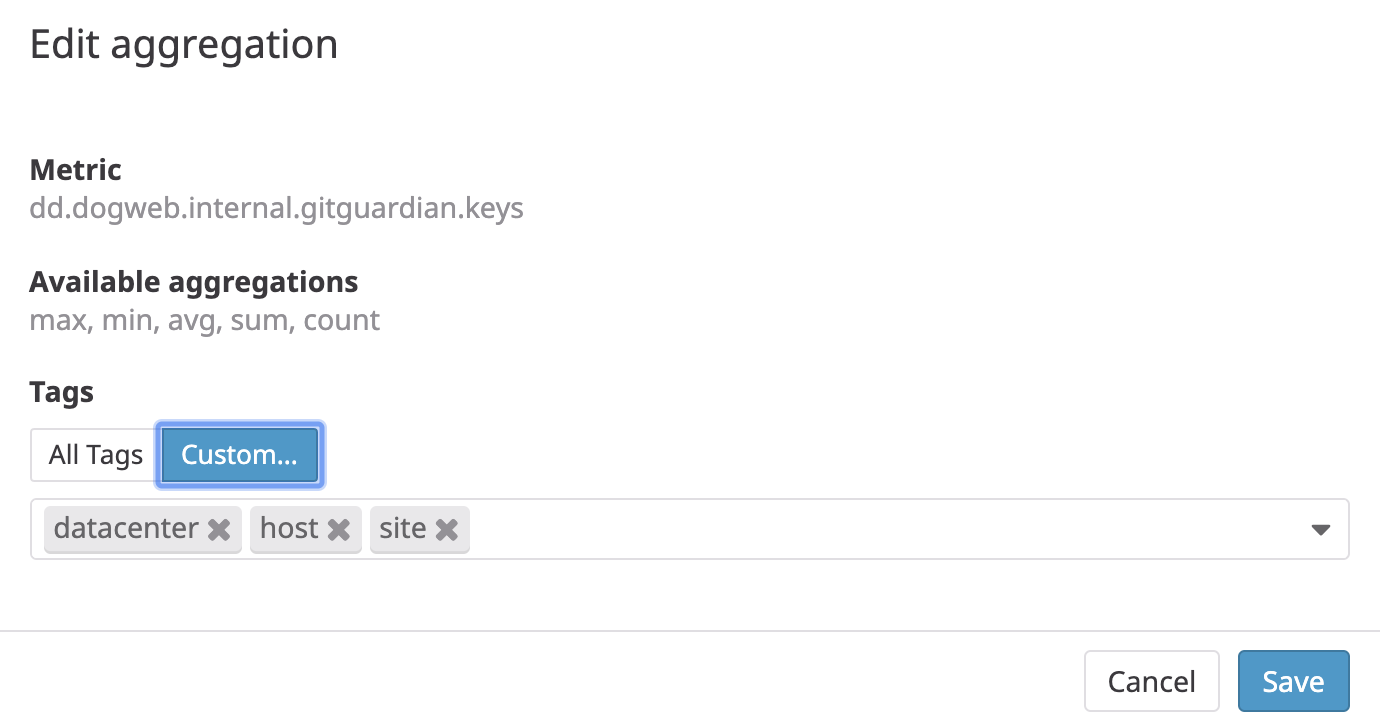 Edit aggregation
Metric
dd.dogweb.internal.gitguardian.keys
Available aggregations
max, min, avg, sum, count
Tags
All Tags Custom...
datacenter host site
Cancel Save